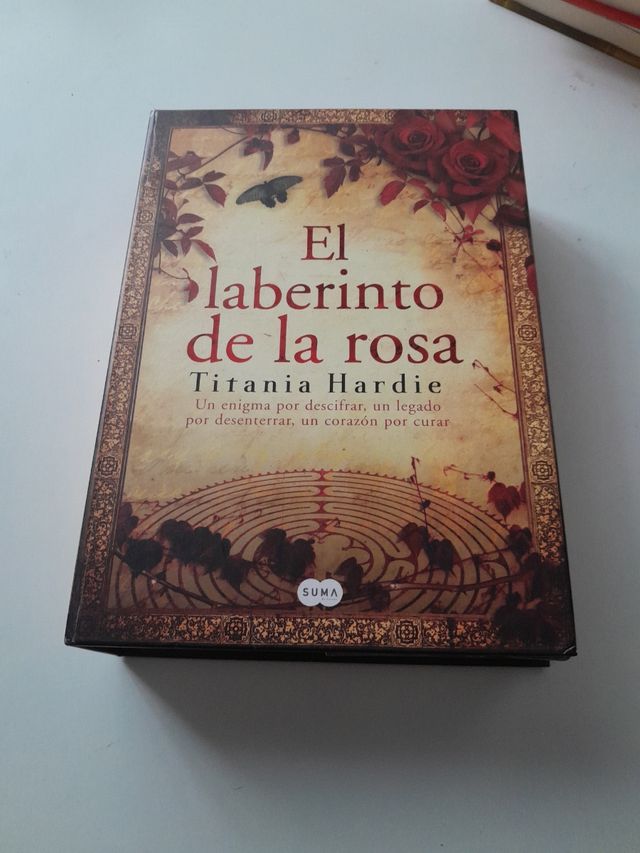 El
laberinto
de la rosa
Titania Hardie
Un enigma por descifrar, un legado
por desenterrar, un corazón por curar
SUMA